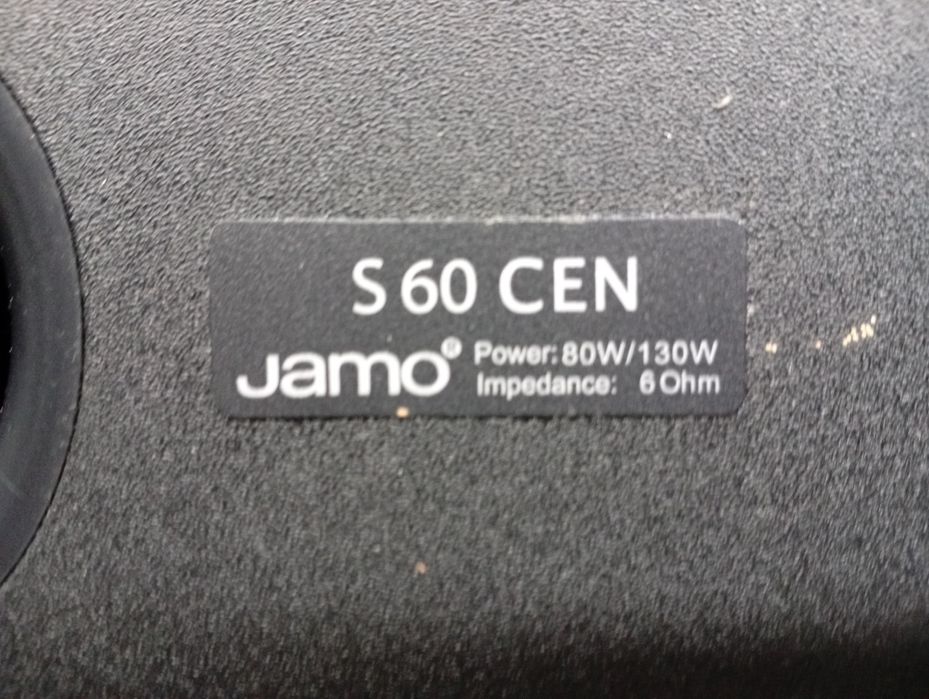 S 60 CEN
Jamo®
Power: 80W/130W
Impedance: 6 Ohm